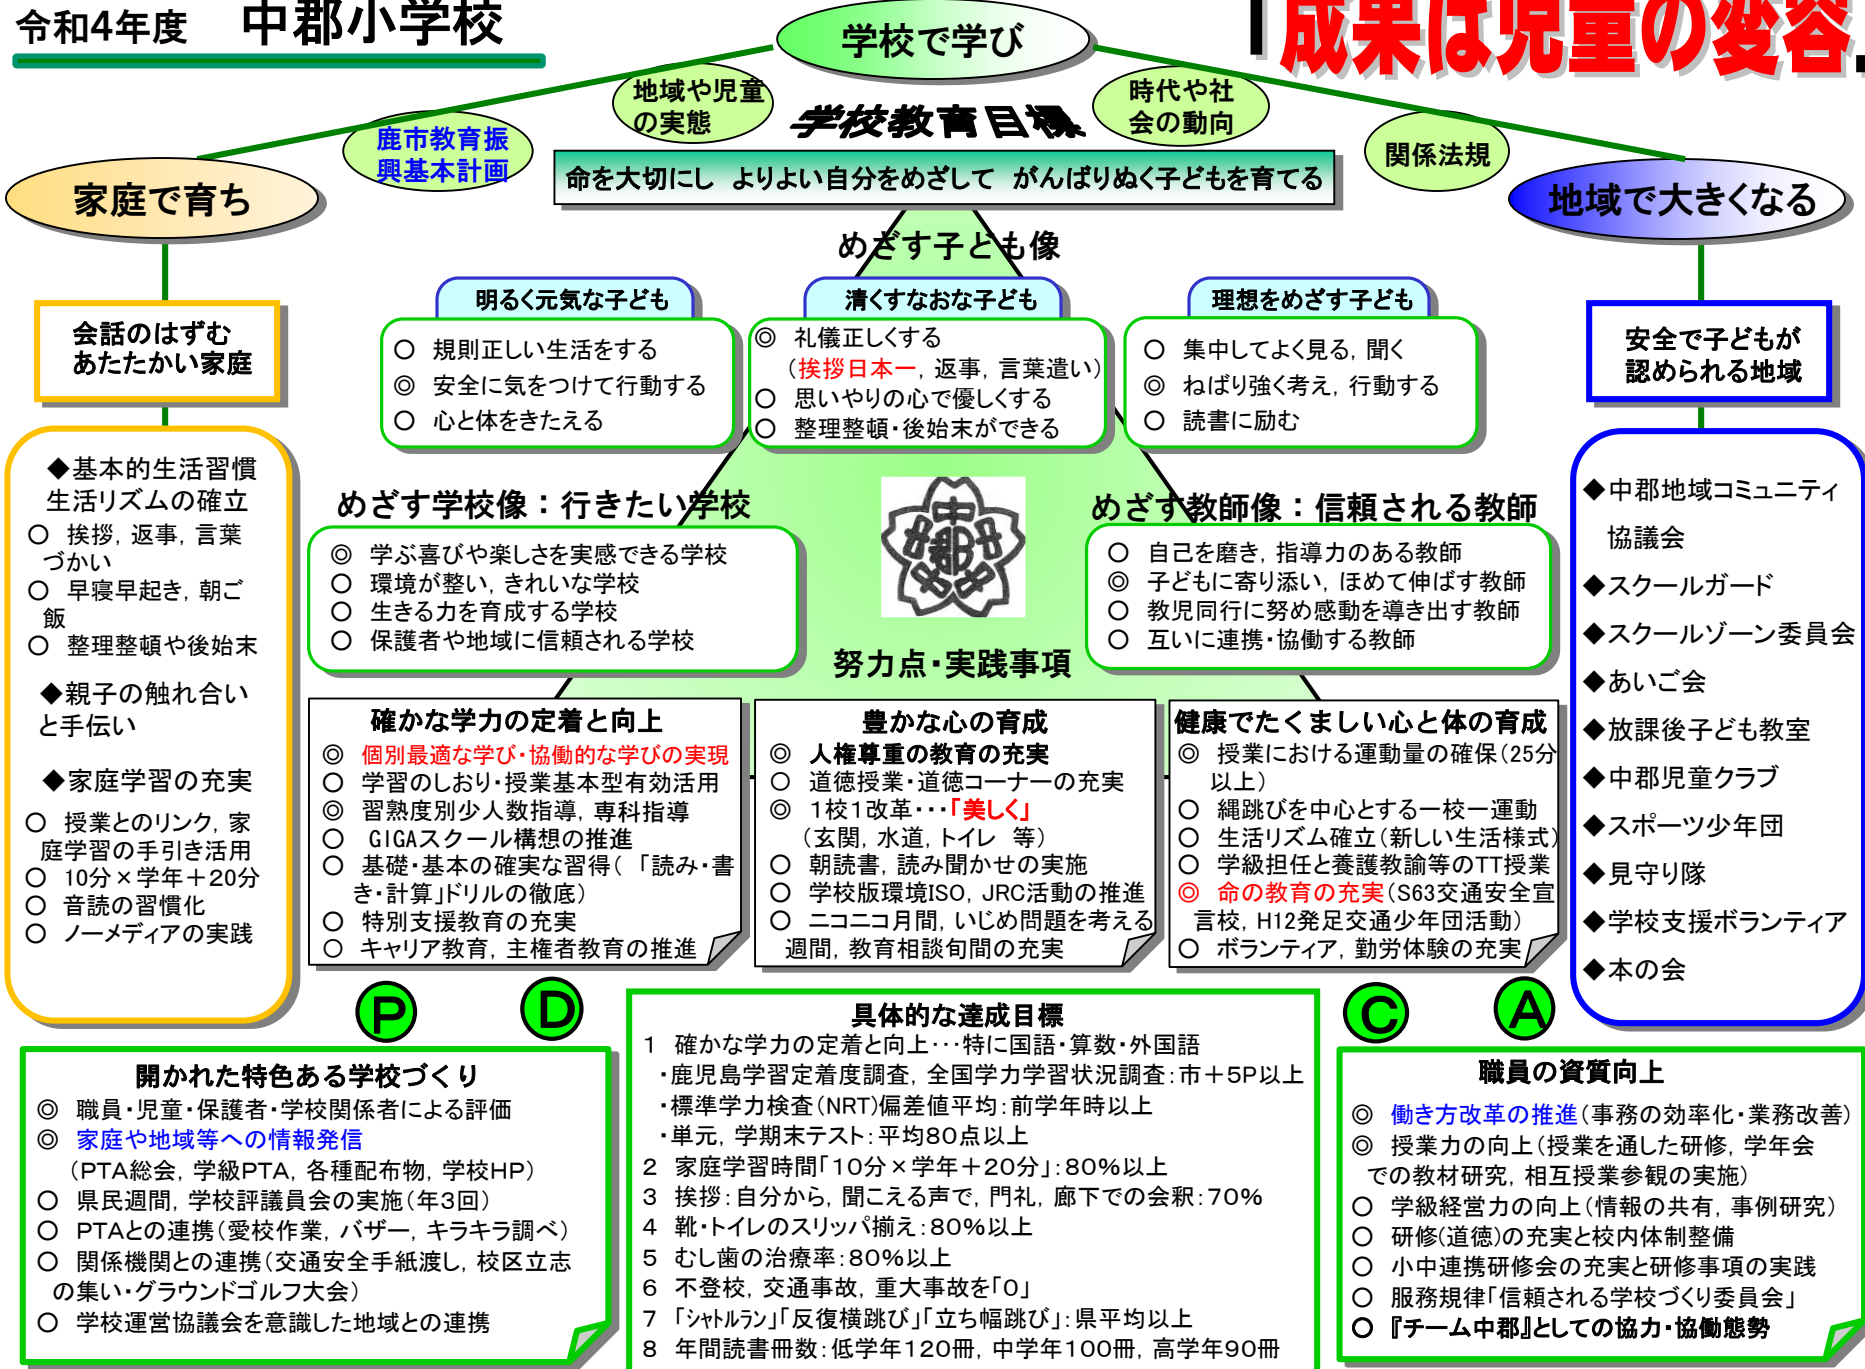 令和4年度　中郡小学校
「成果は児童の変容」
学校で学び
地域や児童
の実態
時代や社
会の動向
鹿市教育振
興基本計画
関係法規
学校教育目標
命を大切にし　よりよい自分をめざして　がんばりぬく子どもを育てる
家庭で育ち
地域で大きくなる
めざす子ども像
会話のはずむ
あたたかい家庭
明るく元気な子ども
○　規則正しい生活をする
◎　安全に気をつけて行動する
○　心と体をきたえる
清くすなおな子ども
◎　礼儀正しくする
（挨拶日本一，返事，言葉遣い）
○　思いやりの心で優しくする
○　整理整頓・後始末ができる
理想をめざす子ども
○　集中してよく見る，聞く
◎　ねばり強く考え，行動する
○　読書に励む
安全で子どもが
認められる地域
◆基本的生活習慣
生活リズムの確立
○　挨拶，返事，言葉
づかい
○　早寝早起き，朝ご
飯
○　整理整頓や後始末
◆親子の触れ合い
と手伝い
◆家庭学習の充実
○　授業とのリンク，家
庭学習の手引き活用
○　10分×学年＋20分
○　音読の習慣化
○　ノーメディアの実践
めざす学校像：行きたい学校
◎　学ぶ喜びや楽しさを実感できる学校
○　環境が整い，きれいな学校
○　生きる力を育成する学校
○　保護者や地域に信頼される学校
中郡
めざす教師像：信頼される教師
○　自己を磨き，指導力のある教師
◎　子どもに寄り添い，ほめて伸ばす教師
○　教児同行に努め感動を導き出す教師
○　互いに連携・協働する教師
◆中郡地域コミュニティ
協議会
◆スクールガード
◆スクールゾーン委員会
◆あいご会
◆放課後子ども教室
◆中郡児童クラブ
◆スポーツ少年団
◆見守り隊
◆学校支援ボランティア
◆本の会
努力点・実践事項
確かな学力の定着と向上
◎　個別最適な学び・協働的な学びの実現
○　学習のしおり・授業基本型有効活用
◎　習熟度別少人数指導，専科指導
○　GIGAスクール構想の推進
○　基礎・基本の確実な習得（　「読み・書
き・計算」ドリルの徹底）
○　特別支援教育の充実
○　キャリア教育，主権者教育の推進
豊かな心の育成
◎　人権尊重の教育の充実
○　道徳授業・道徳コーナーの充実
◎　1校1改革・・・「美しく」
（玄関，水道，トイレ　等）
○　朝読書，読み聞かせの実施
○　学校版環境ISO，JRC活動の推進
○　ニコニコ月間，いじめ問題を考える
週間，教育相談旬間の充実
健康でたくましい心と体の育成
◎　授業における運動量の確保（25分
以上）
○　縄跳びを中心とする一校一運動
○　生活リズム確立（新しい生活様式）
○　学級担任と養護教諭等のTT授業
◎　命の教育の充実（S63交通安全宣
言校，H12発足交通少年団活動）
○　ボランティア，勤労体験の充実
P
D
C
A
開かれた特色ある学校づくり
◎　職員・児童・保護者・学校関係者による評価
◎　家庭や地域等への情報発信
（PTA総会，学級PTA，各種配布物，学校HP）
○　県民週間，学校評議員会の実施（年3回）
○　PTAとの連携（愛校作業，バザー，キラキラ調べ）
○　関係機関との連携（交通安全手紙渡し，校区立志
の集い・グラウンドゴルフ大会）
○　学校運営協議会を意識した地域との連携
具体的な達成目標
1　確かな学力の定着と向上・・・特に国語・算数・外国語
・鹿児島学習定着度調査，全国学力学習状況調査：市＋5P以上
・標準学力検査（NRT）偏差値平均：前学年時以上
・単元，学期末テスト：平均80点以上
2　家庭学習時間「10分×学年＋20分」：80％以上
3　挨拶：自分から，聞こえる声で，門礼，廊下での会釈：70％
4　靴・トイレのスリッパ揃え：80％以上
5　むし歯の治療率：80％以上
6　不登校，交通事故，重大事故を「0」
7　「シャトルラン」「反復横跳び」「立ち幅跳び」：県平均以上
8　年間読書冊数：低学年120冊，中学年100冊，高学年90冊
職員の資質向上
◎　働き方改革の推進（事務の効率化・業務改善）
◎　授業力の向上（授業を通した研修，学年会
での教材研究，相互授業参観の実施）
○　学級経営力の向上（情報の共有，事例研究）
○　研修（道徳）の充実と校内体制整備
○　小中連携研修会の充実と研修事項の実践
○　服務規律「信頼される学校づくり委員会」
○　『チーム中郡』としての協力・協働態勢